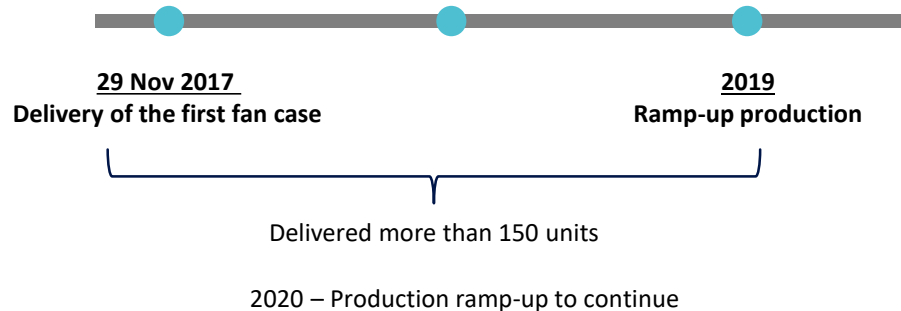 29 Nov 2017
Delivery of the first fan case
2019
Ramp-up production
Delivered more than 150 units
2020 – Production ramp-up to continue